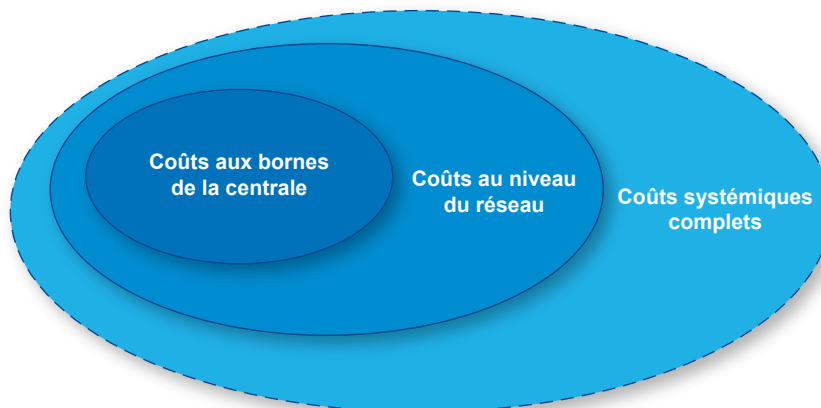 Coûts aux bornes
de la centrale
Coûts au niveau
du réseau
Coûts systémiques
complets